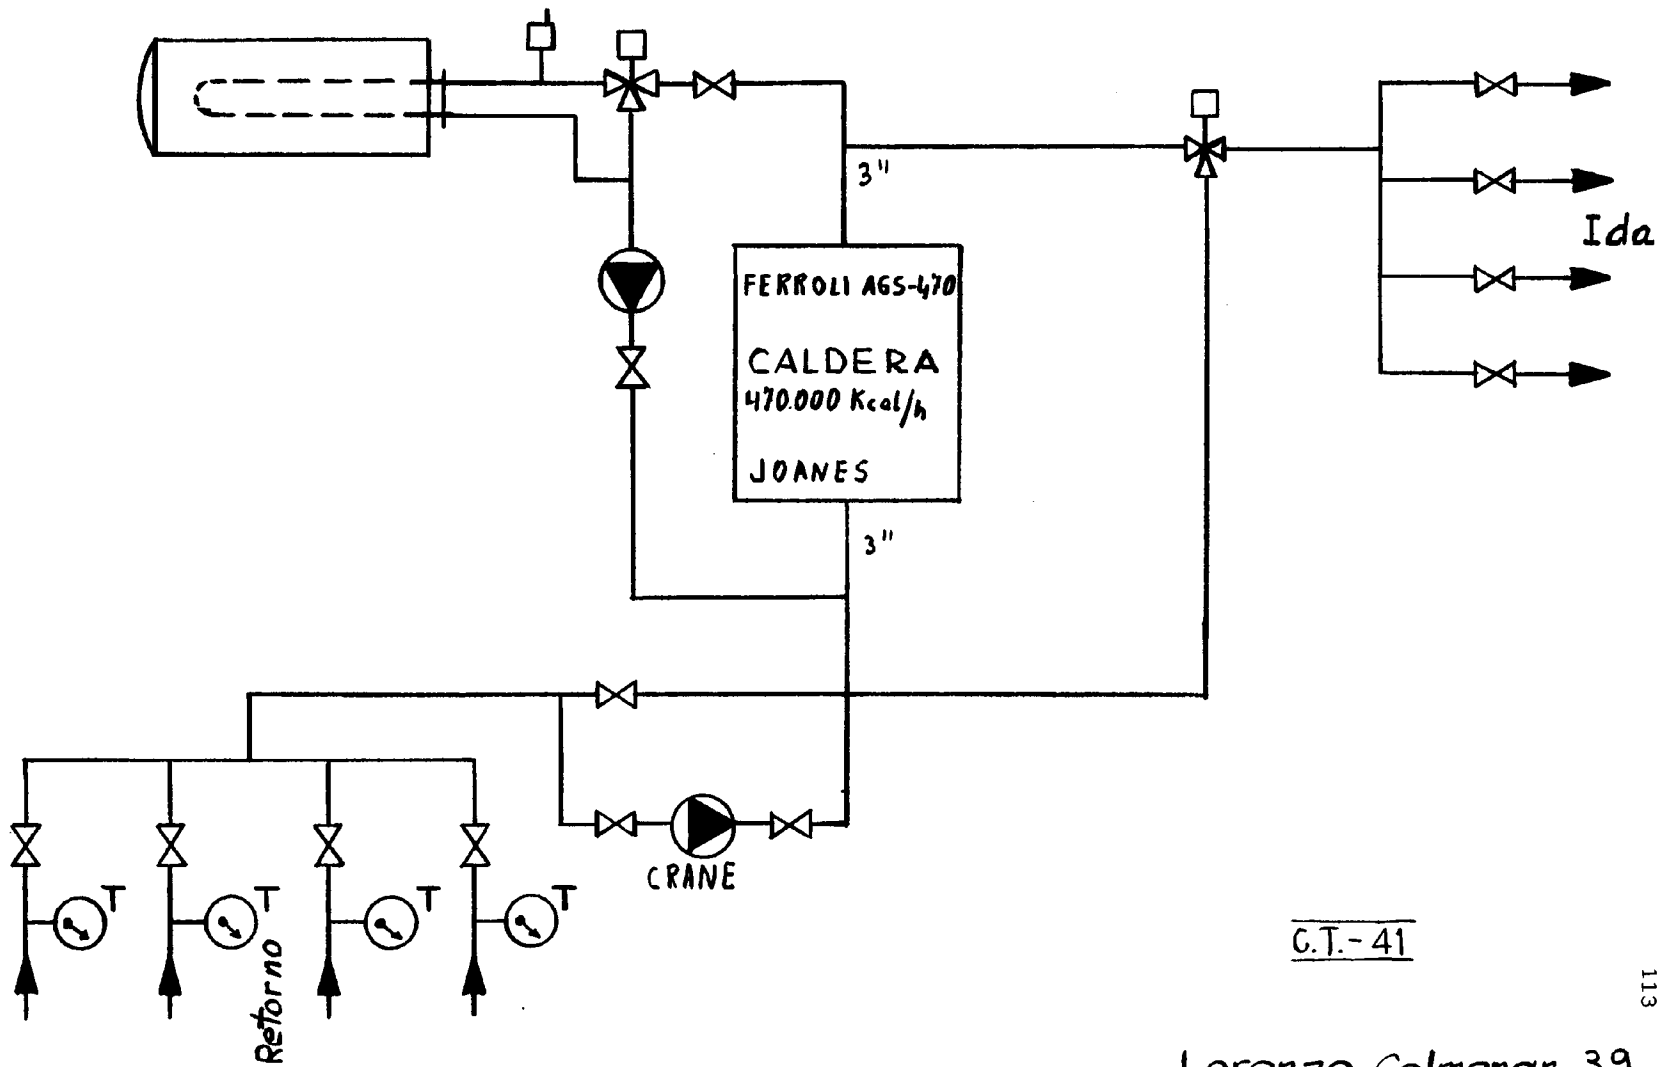 3"
Ida
FERROLI AGS-470
CALDERA
470.000 Kcal/h
JOANES
3"
CRANE
T
T
T
T
Retorno
C.T.-41
113
Lorenzo Colmenar 39